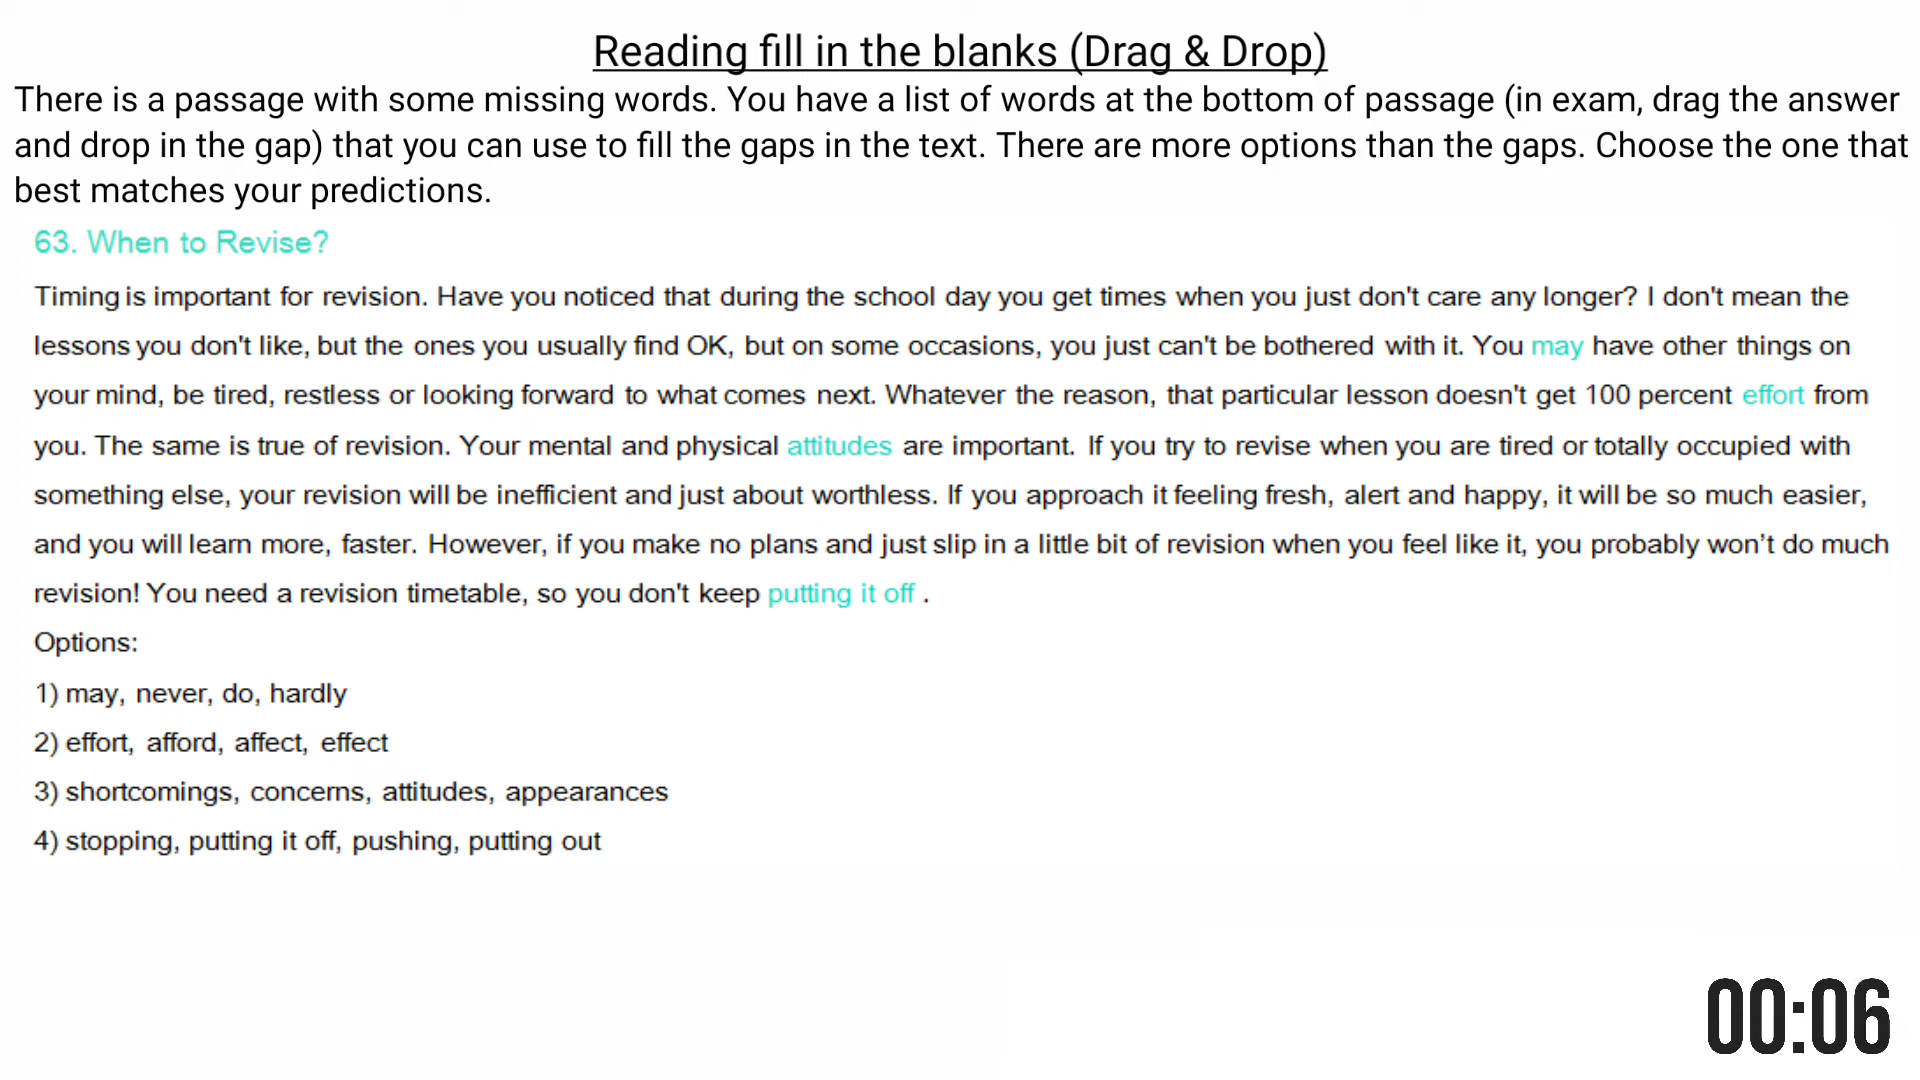 Reading fill in the blanks (Drag & Drop)
There is a passage with some missing words. You have a list of words at the bottom of passage (in exam, drag the answer
and drop in the gap) that you can use to fill the gaps in the text. There are more options than the gaps. Choose the one that
best matches your predictions.
63. When to Revise?
Timing is important for revision. Have you noticed that during the school day you get times when you just don't care any longer? I don't mean the
lessons you don't like, but the ones you usually find OK, but on some occasions, you just can't be bothered with it. You may have other things on
your mind, be tired, restless or looking forward to what comes next. Whatever the reason, that particular lesson doesn't get 100 percent effort from
you. The same is true of revision. Your mental and physical attitudes are important. If you try to revise when you are tired or totally occupied with
something else, your revision will be inefficient and just about worthless. If you approach it feeling fresh, alert and happy, it will be so much easier,
and you will learn more, faster. However, if you make no plans and just slip in a little bit of revision when you feel like it, you probably won’t do much
revision! You need a revision timetable, so you don't keep putting it off .
Options:
1) may, never, do, hardly
2) effort, afford, affect, effect
3) shortcomings, concerns, attitudes, appearances
4) stopping, putting it off, pushing, putting out
00:06